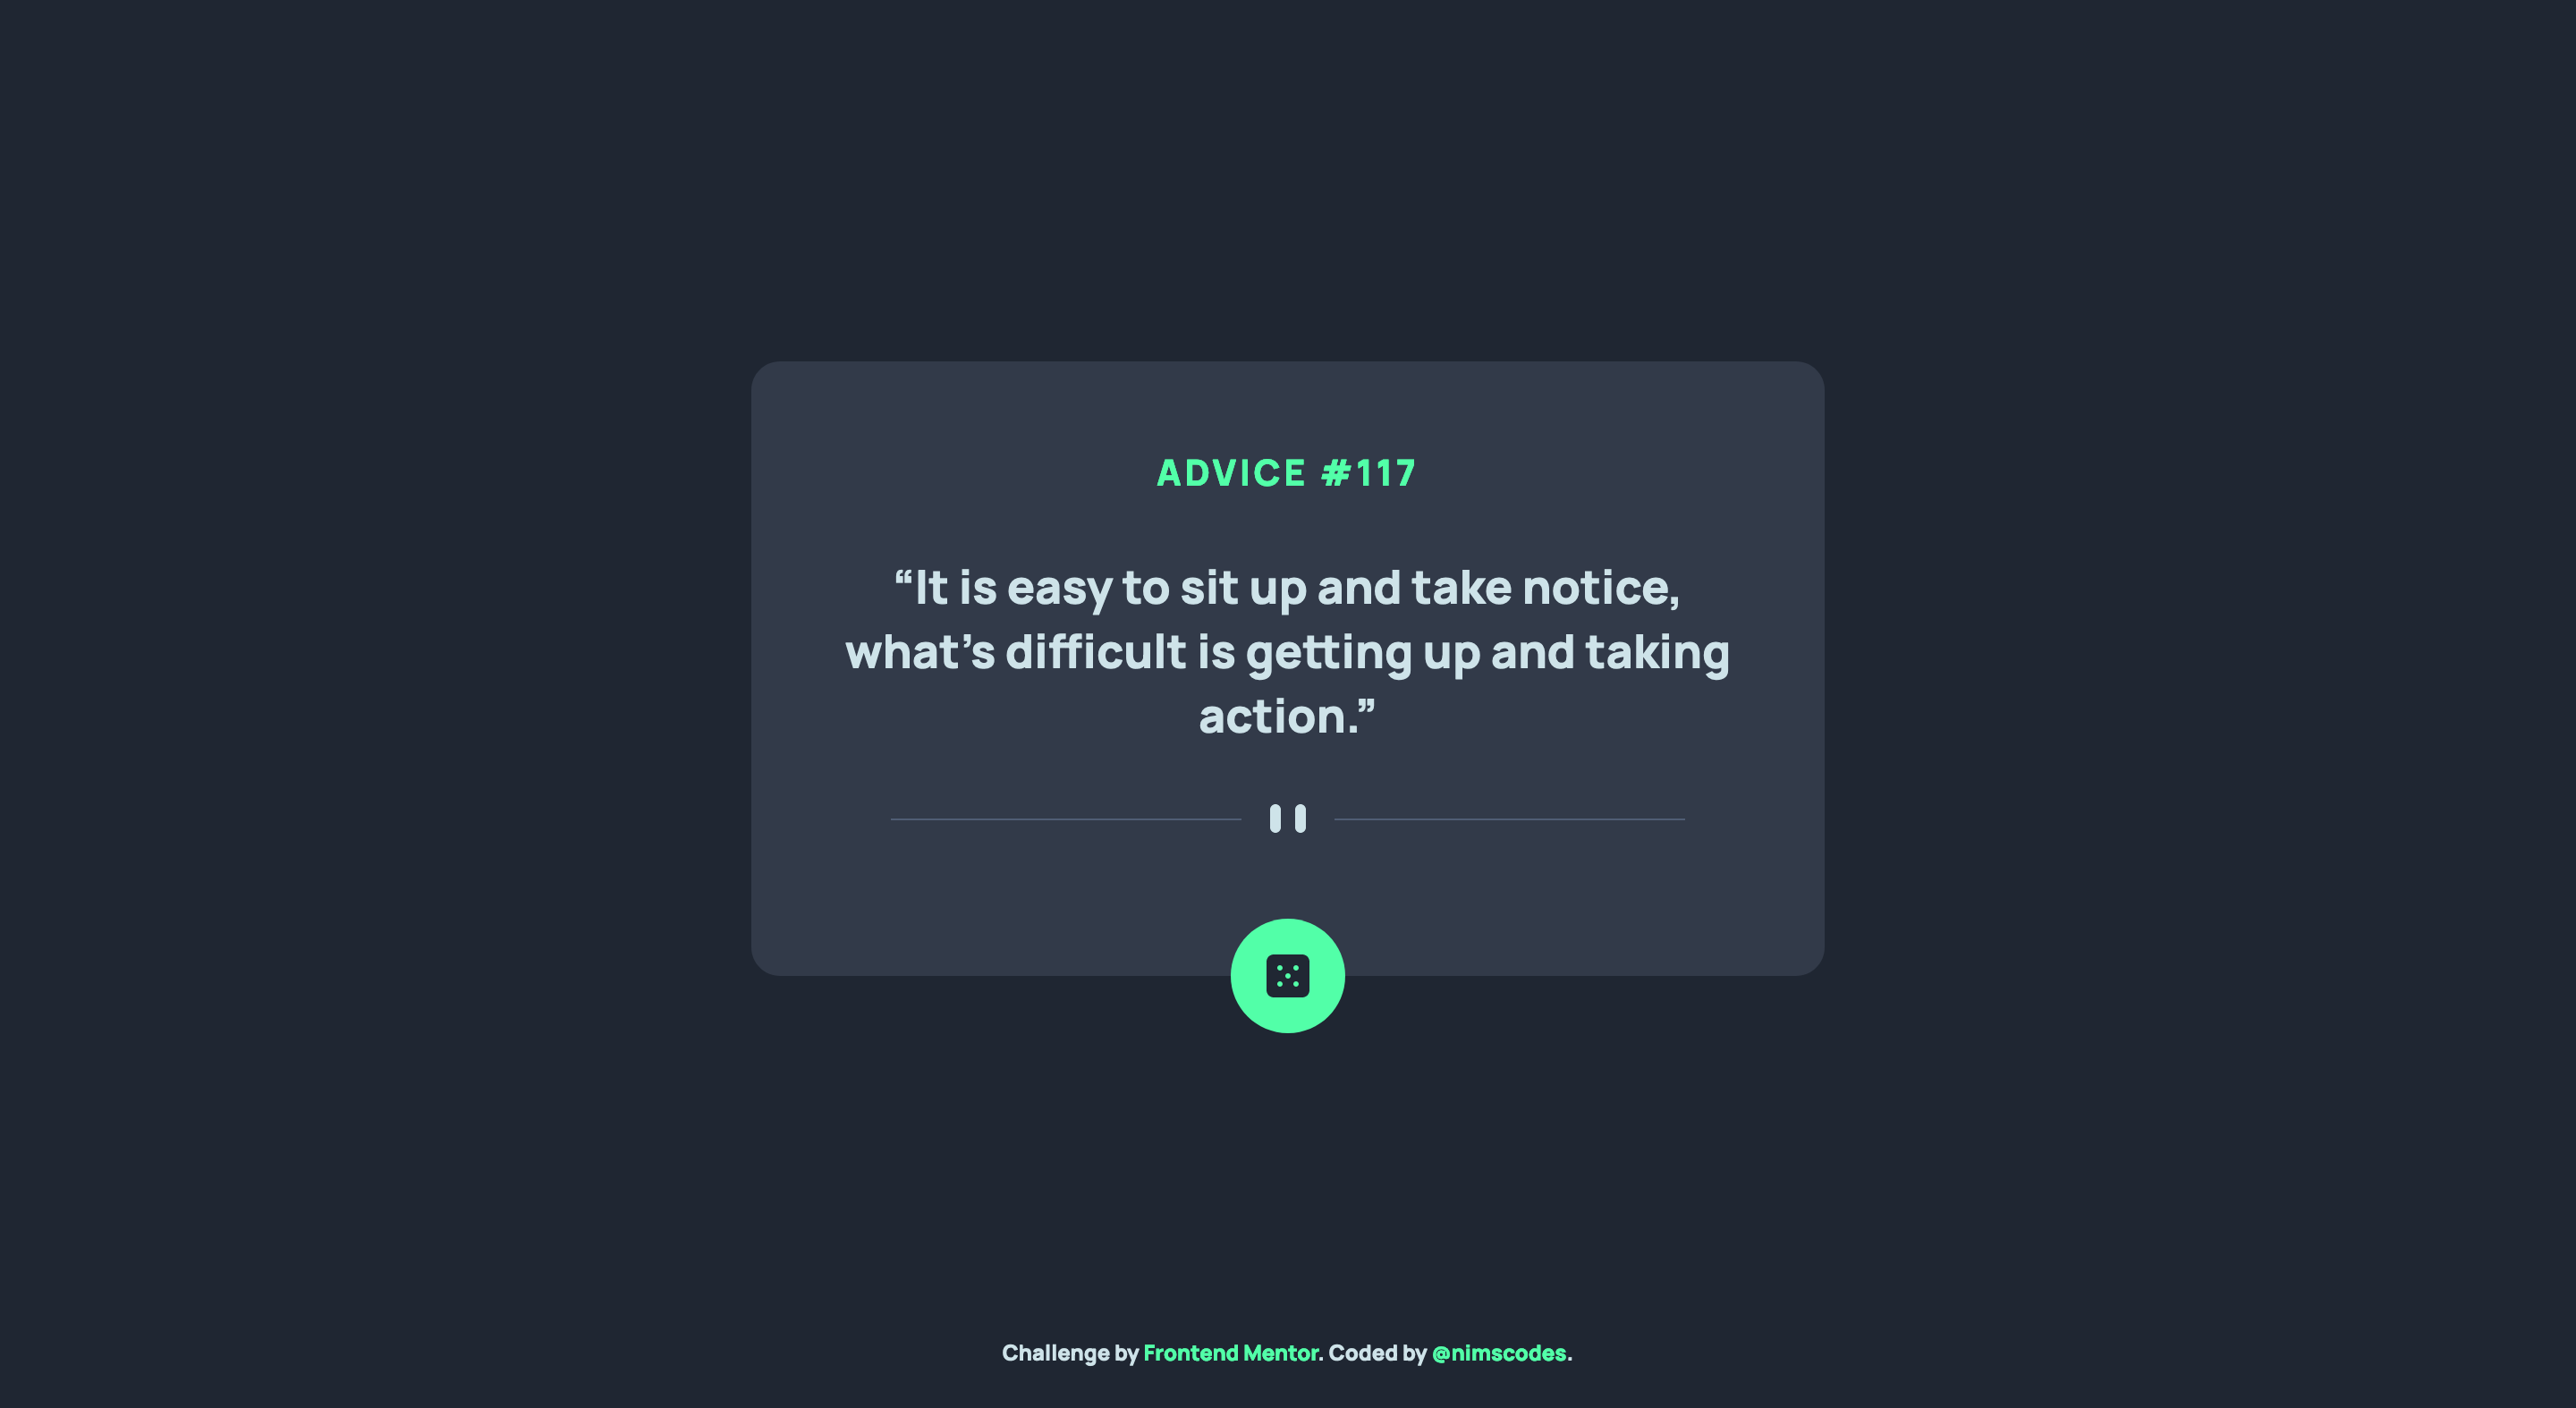 ADVICE #117
“It is easy to sit up and take notice,
what’s difficult is getting up and taking
action.”
Challenge by Frontend Mentor. Coded by @nimscodes.